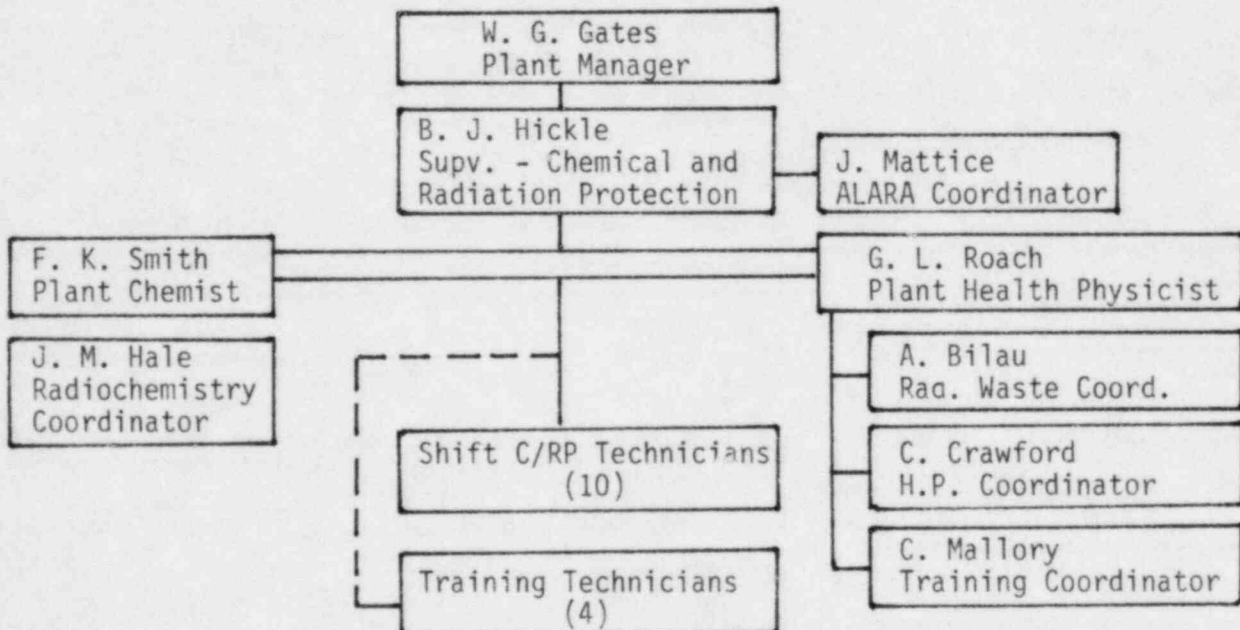 W. G. Gates
Plant Manager
B. J. Hickle
Supv. - Chemical and
Radiation Protection
J. Mattice
ALARA Coordinator
F. K. Smith
Plant Chemist
G. L. Roach
Plant Health Physicist
J. M. Hale
Radiochemistry
Coordinator
A. Bilau
Rad. Waste Coord.
Shift C/RP Technicians
(10)
C. Crawford
H.P. Coordinator
Training Technicians
(4)
C. Mallory
Training Coordinator